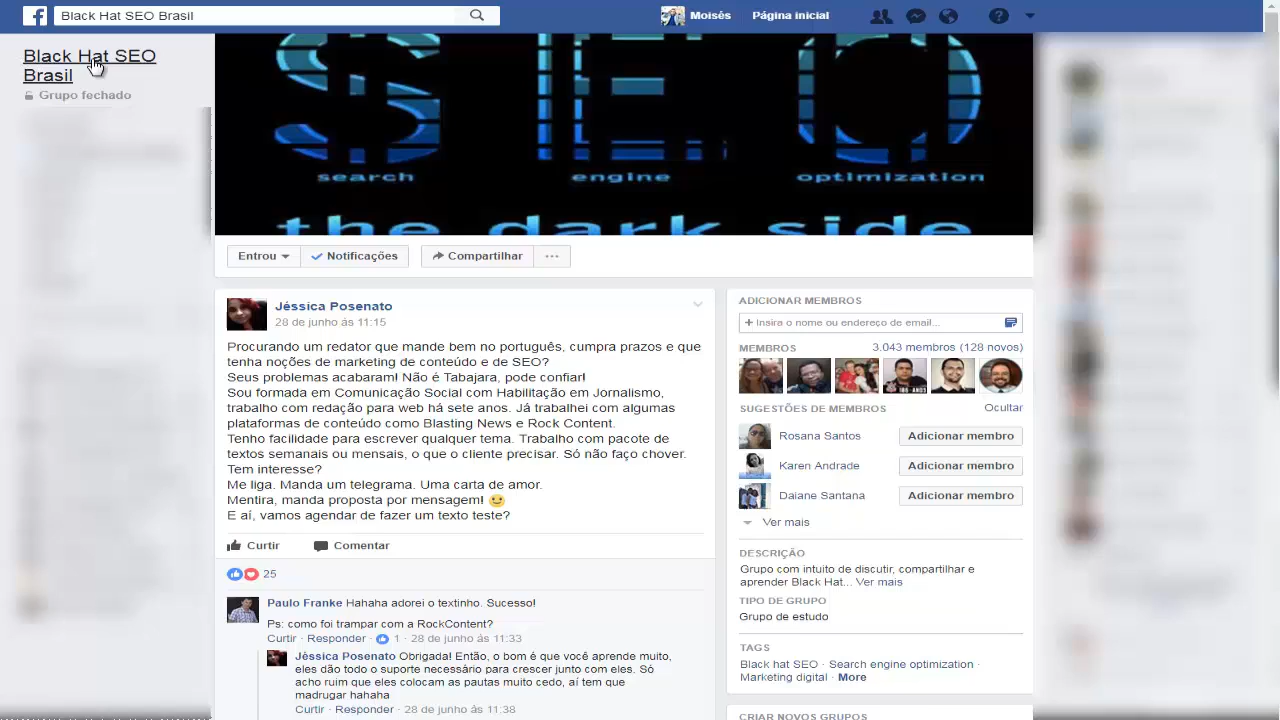 Black Hat SEO Brasil
Moisés
Página inicial
Black Hat SEO
Brasil
Grupo fechado
SEO
search engine optimization
the dark side
Entrou
Notificações
Compartilhar
Jéssica Posenato
28 de junho às 11:15
Procurando um redator que mande bem no português, cumpra prazos e que
tenha noções de marketing de conteúdo e de SEO?
Seus problemas acabaram! Não é Tabajara, pode confiar!
Sou formada em Comunicação Social com Habilitação em Jornalismo,
trabalho com redação para web há sete anos. Já trabalhei com algumas
plataformas de conteúdo como Blasting News e Rock Content.
Tenho facilidade para escrever qualquer tema. Trabalho com pacote de
textos semanais ou mensais, o que o cliente precisar. Só não faço chover.
Tem interesse?
Me liga. Manda um telegrama. Uma carta de amor.
Mentira, manda proposta por mensagem!
E aí, vamos agendar de fazer um texto teste?
Curtir
Comentar
25
Paulo Franke Hahaha adorei o textinho. Sucesso!
Ps: como foi trampar com a RockContent?
Curtir · Responder · 1 · 28 de junho às 11:33
Jéssica Posenato Obrigada! Então, o bom é que você aprende muito,
eles dão todo o suporte necessário para crescer junto com eles. Só
acho ruim que eles colocam as pautas muito cedo, aí tem que
madrugar hahaha
Curtir · Responder · 28 de junho às 11:38
ADICIONAR MEMBROS
+ Insira o nome ou endereço de email...
MEMBROS
3.043 membros (128 novos)
SUGESTÕES DE MEMBROS
Ocultar
Rosana Santos
Adicionar membro
Karen Andrade
Adicionar membro
Daiane Santana
Adicionar membro
Ver mais
DESCRIÇÃO
Grupo com intuito de discutir, compartilhar e
aprender Black Hat... Ver mais
TIPO DE GRUPO
Grupo de estudo
TAGS
Black hat SEO · Search engine optimization ·
Marketing digital · More
CRIAR NOVOS GRUPOS